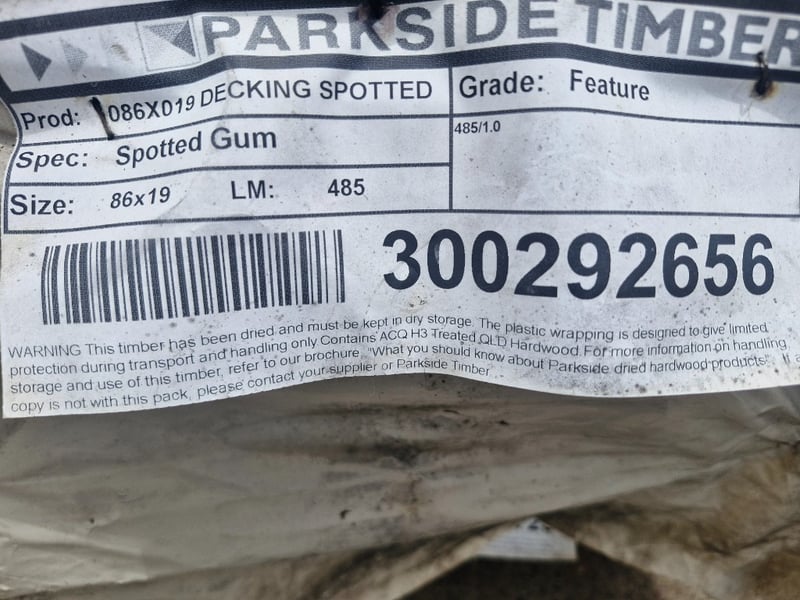 PARKSIDE TIMBER
Prod: 086X019 DECKING SPOTTED
Grade: Feature
Spec: Spotted Gum
485/1.0
Size: 86x19 LM: 485
300292656
WARNING This timber has been dried and must be kept in dry storage. The plastic wrapping is designed to give limited
protection during transport and handling only Contains ACQ H3 Treated QLD Hardwood. For more information on handling
storage and use of this timber, refer to our brochure, "What you should know about Parkside dried hardwood products". If a
copy is not with this pack, please contact your supplier or Parkside Timber